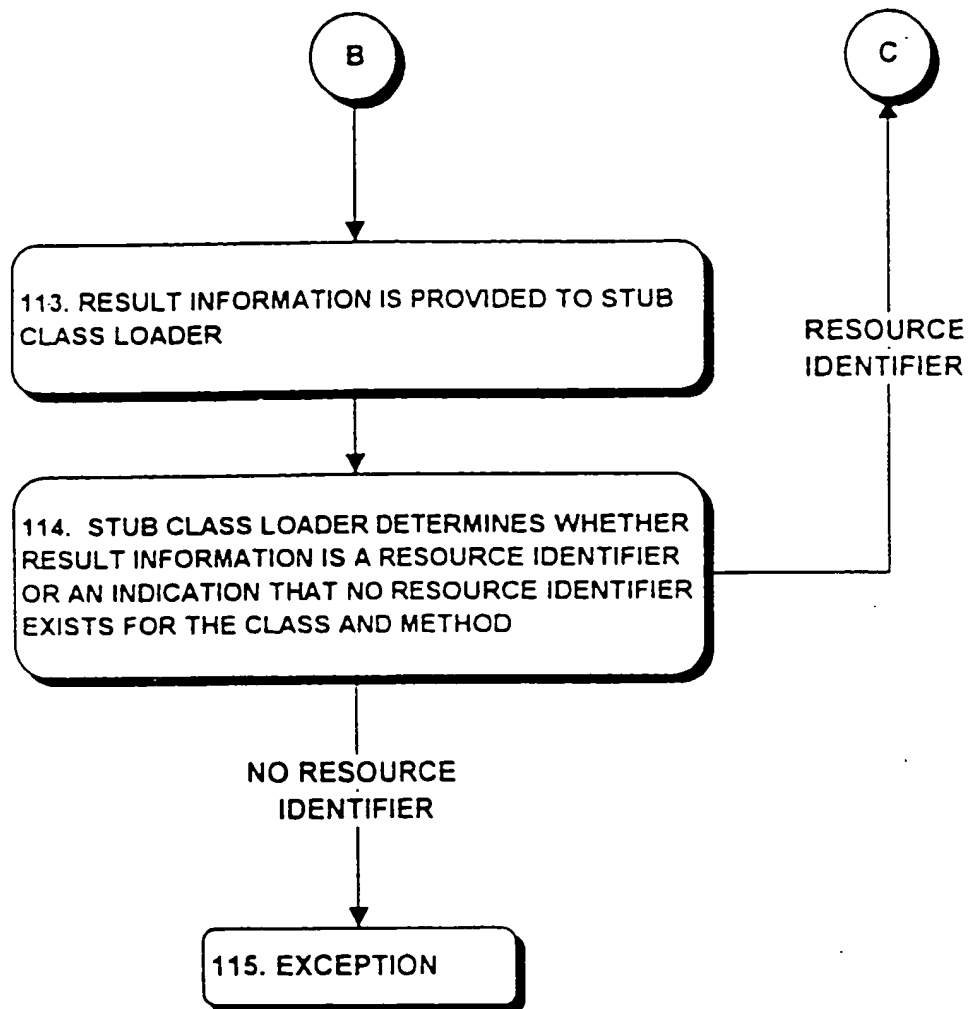 B
C
113. RESULT INFORMATION IS PROVIDED TO STUB
CLASS LOADER
RESOURCE
IDENTIFIER
114. STUB CLASS LOADER DETERMINES WHETHER
RESULT INFORMATION IS A RESOURCE IDENTIFIER
OR AN INDICATION THAT NO RESOURCE IDENTIFIER
EXISTS FOR THE CLASS AND METHOD
NO RESOURCE
IDENTIFIER
115. EXCEPTION